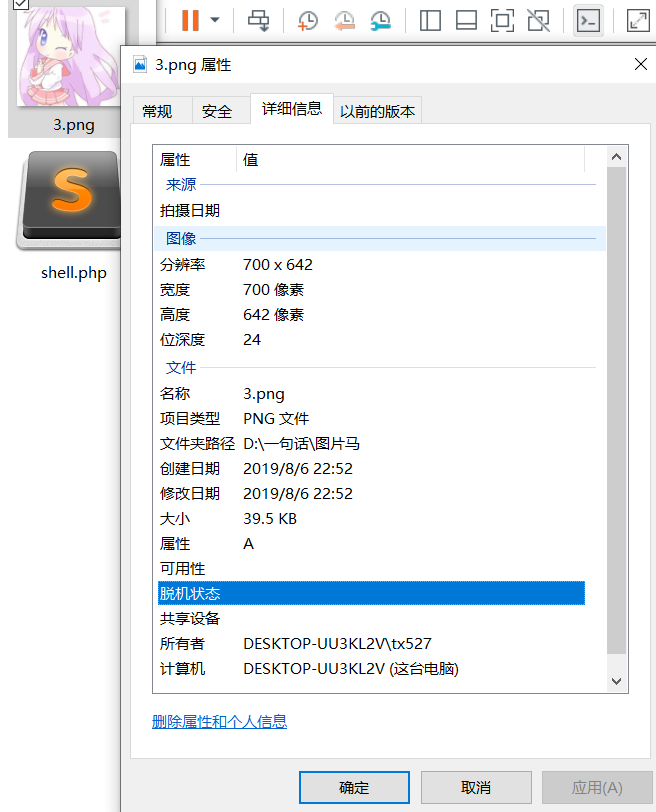 3.png 属性
3.png
shell.php
常规 安全 详细信息 以前的版本
属性 值
来源
拍摄日期
图像
分辨率 700 x 642
宽度 700 像素
高度 642 像素
位深度 24
文件
名称 3.png
项目类型 PNG 文件
文件夹路径 D:\一句话\图片马
创建日期 2019/8/6 22:52
修改日期 2019/8/6 22:52
大小 39.5 KB
属性 A
可用性
脱机状态
共享设备
所有者 DESKTOP-UU3KL2V\tx527
计算机 DESKTOP-UU3KL2V (这台电脑)
删除属性和个人信息
确定 取消 应用(A)